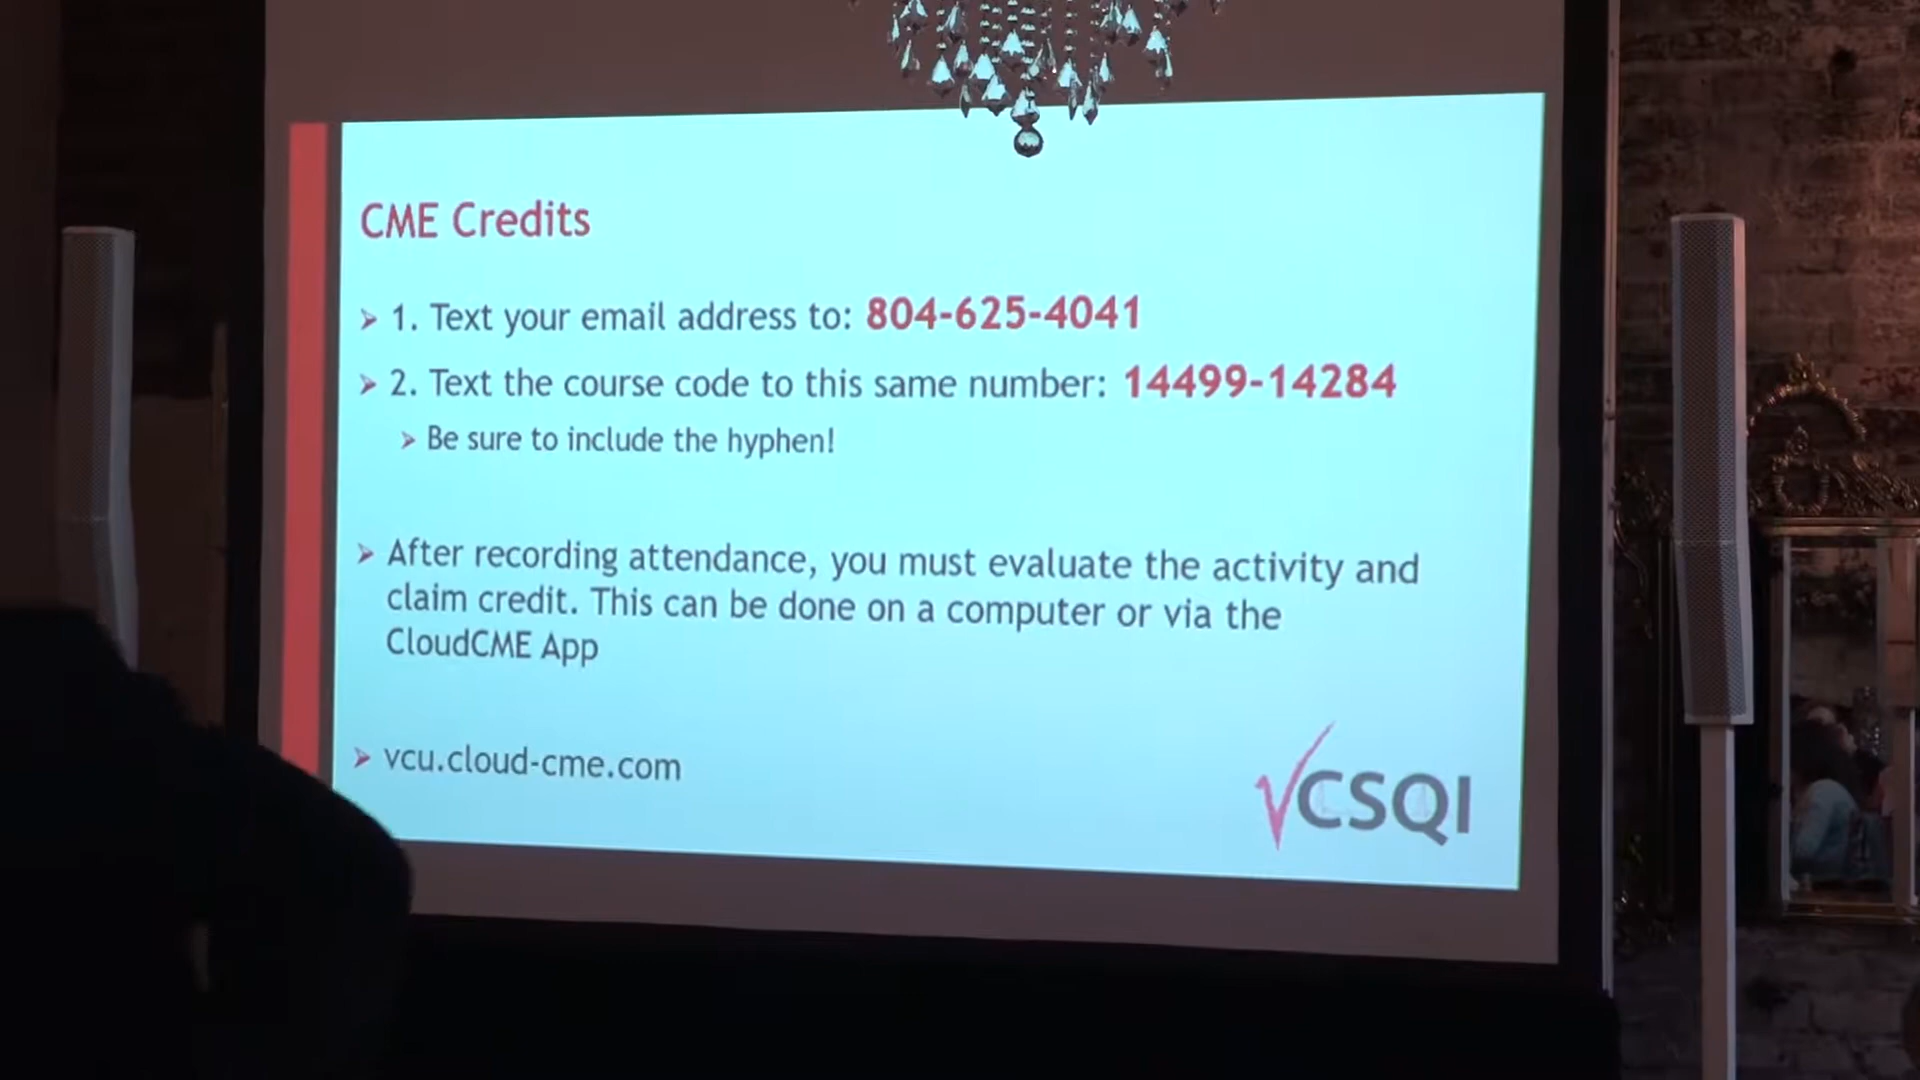 CME Credits
➢ 1. Text your email address to: 804-625-4041
➢ 2. Text the course code to this same number: 14499-14284
➢ Be sure to include the hyphen!
➢ After recording attendance, you must evaluate the activity and
claim credit. This can be done on a computer or via the
CloudCME App
➢ vcu.cloud-cme.com
VCSQI